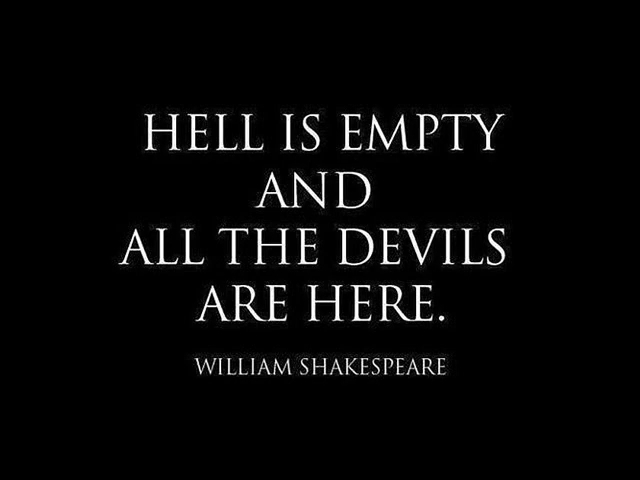 HELL IS EMPTY
AND
ALL THE DEVILS
ARE HERE.
WILLIAM SHAKESPEARE